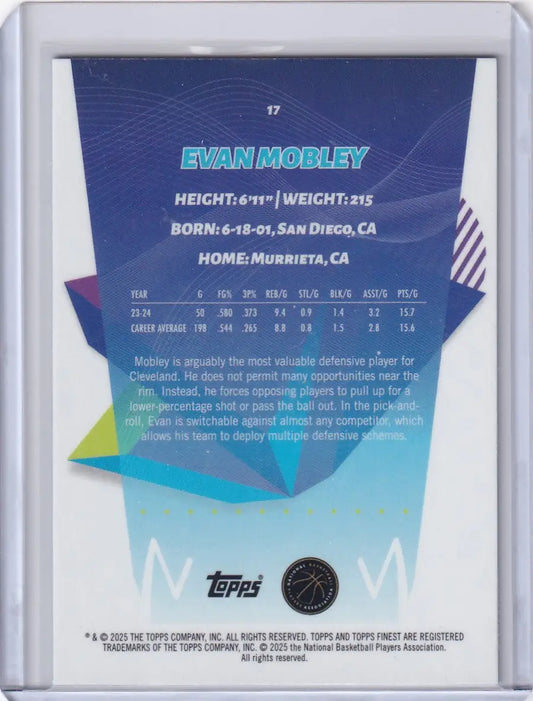 17
EVAN MOBLEY
HEIGHT: 6'11" | WEIGHT: 215
BORN: 6-18-01, SAN DIEGO, CA
HOME: MURRIETA, CA
YEAR G FG% 3P% REB/G STL/G BLK/G ASST/G PTS/G
23-24 50 .580 .373 9.4 0.9 1.4 3.2 15.7
CAREER AVERAGE 198 .544 .265 8.8 0.8 1.5 2.8 15.6
Mobley is arguably the most valuable defensive player for
Cleveland. He does not permit many opportunities near the
rim. Instead, he forces opposing players to pull up for a
lower-percentage shot or pass the ball out. In the pick-and-
roll, Evan is switchable against almost any competitor, which
allows his team to deploy multiple defensive schemes.
TOPPS®
NATIONAL BASKETBALL
PLAYERS ASSOCIATION
® & © 2025 THE TOPPS COMPANY, INC. ALL RIGHTS RESERVED. TOPPS AND TOPPS FINEST ARE REGISTERED
TRADEMARKS OF THE TOPPS COMPANY, INC. © 2025 the National Basketball Players Association.
All rights reserved.